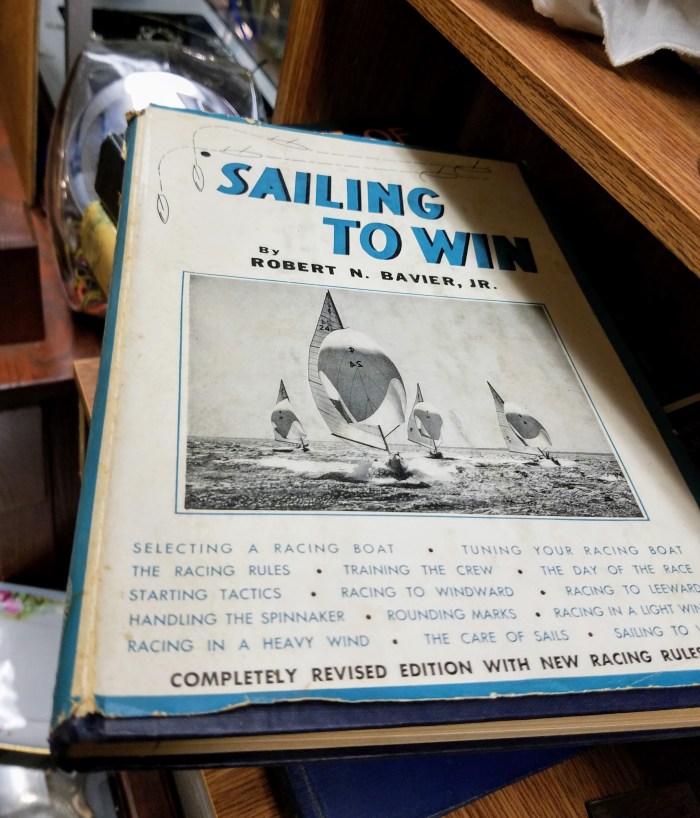 SAILING
TO WIN
By
ROBERT N. BAVIER, JR.
24
SELECTING A RACING BOAT • TUNING YOUR RACING BOAT
THE RACING RULES • TRAINING THE CREW • THE DAY OF THE RACE
STARTING TACTICS • RACING TO WINDWARD • RACING TO LEEWARD
HANDLING THE SPINNAKER • ROUNDING MARKS • RACING IN A LIGHT
RACING IN A HEAVY WIND • THE CARE OF SAILS • SAILING TO
COMPLETELY REVISED EDITION WITH NEW RACING RULES